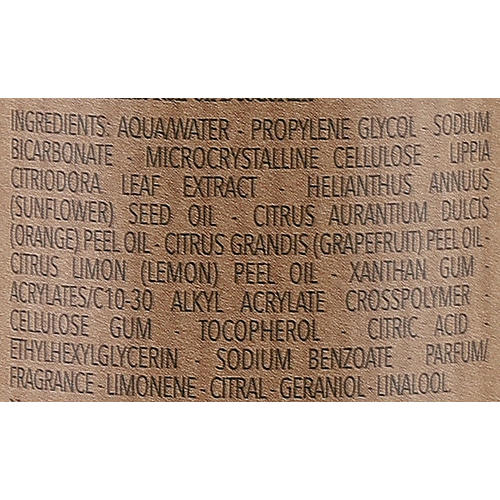 INGREDIENTS: AQUA/WATER - PROPYLENE GLYCOL - SODIUM
BICARBONATE - MICROCRYSTALLINE CELLULOSE - LIPPIA
CITRIODORA LEAF EXTRACT - HELIANTHUS ANNUUS
(SUNFLOWER) SEED OIL - CITRUS AURANTIUM DULCIS
(ORANGE) PEEL OIL - CITRUS GRANDIS (GRAPEFRUIT) PEEL OIL -
CITRUS LIMON (LEMON) PEEL OIL - XANTHAN GUM -
ACRYLATES/C10-30 ALKYL ACRYLATE CROSSPOLYMER -
CELLULOSE GUM - TOCOPHEROL - CITRIC ACID -
ETHYLHEXYLGLYCERIN - SODIUM BENZOATE - PARFUM/
FRAGRANCE - LIMONENE - CITRAL - GERANIOL - LINALOOL